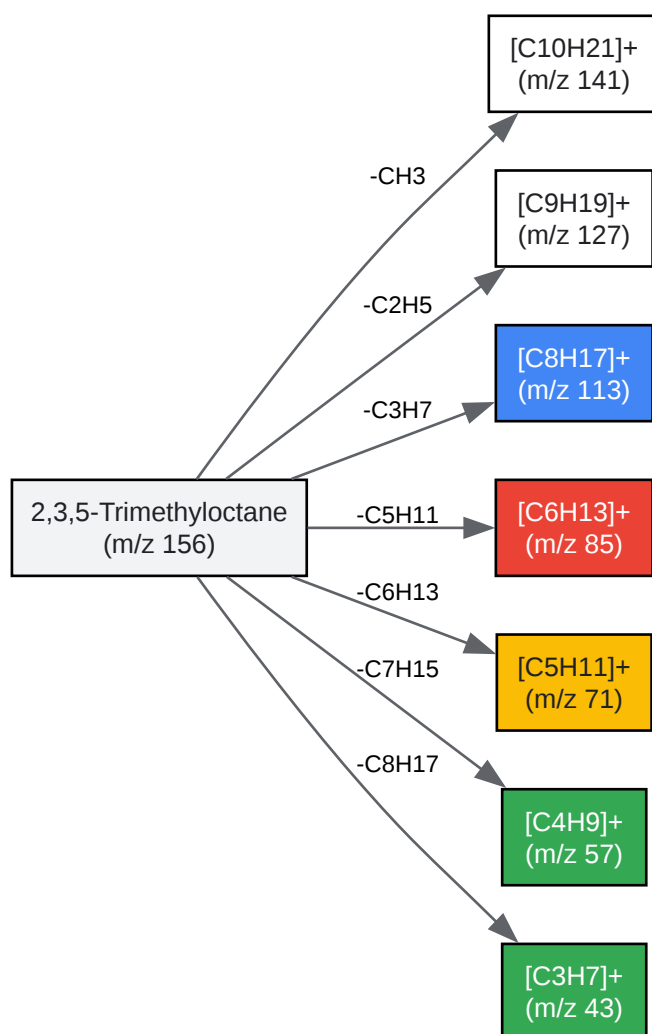 [C10H21]+
(m/z 141)
-CH3
[C9H19]+
(m/z 127)
-C2H5
[C8H17]+
(m/z 113)
-C3H7
2,3,5-Trimethyloctane
(m/z 156)
-C5H11
[C6H13]+
(m/z 85)
-C6H13
[C5H11]+
(m/z 71)
-C7H15
[C4H9]+
(m/z 57)
-C8H17
[C3H7]+
(m/z 43)